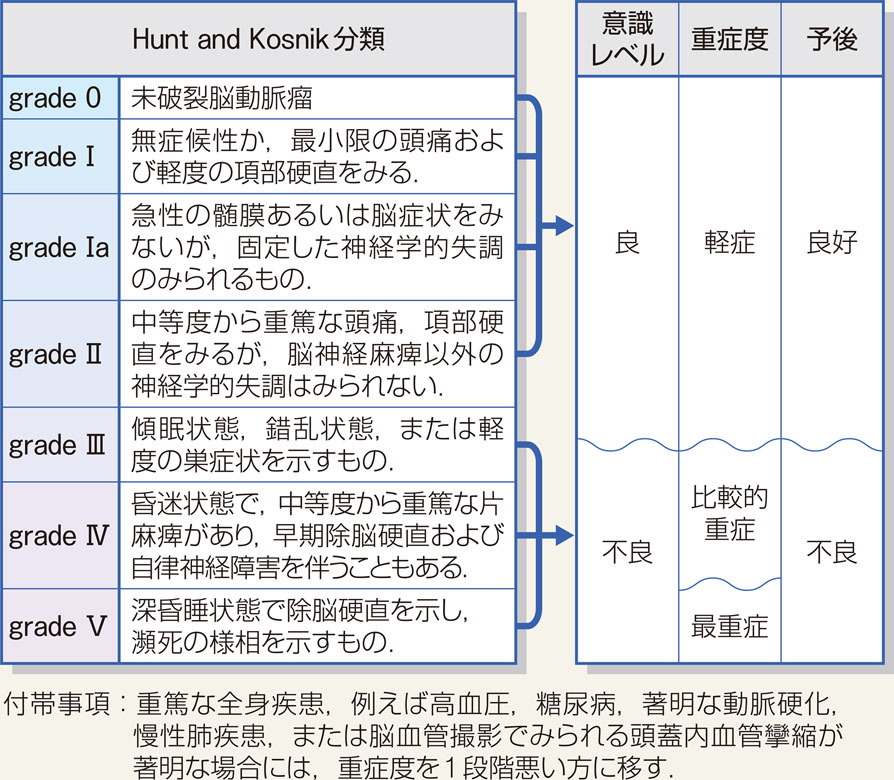 Hunt and Kosnik分類
意識
レベル
重症度
予後
grade 0
未破裂脳動脈瘤
grade Ⅰ
無症候性か，最小限の頭痛およ
び軽度の項部硬直をみる．
grade Ⅰa
急性の髄膜あるいは脳症状をみ
ないが，固定した神経学的失調
のみられるもの．
grade Ⅱ
中等度から重篤な頭痛，項部硬
直をみるが，脳神経麻痺以外の
神経学的失調はみられない．
良
軽症
良好
grade Ⅲ
傾眠状態，錯乱状態，または軽
度の巣症状を示すもの．
grade Ⅳ
昏迷状態で，中等度から重篤な片
麻痺があり，早期除脳硬直および
自律神経障害を伴うこともある．
grade Ⅴ
深昏睡状態で除脳硬直を示し，
瀕死の様相を示すもの．
不良
比較的
重症
最重症
不良
付帯事項：重篤な全身疾患，例えば高血圧，糖尿病，著明な動脈硬化，
慢性肺疾患，または脳血管撮影でみられる頭蓋内血管攣縮が
著明な場合には，重症度を1段階悪い方に移す．